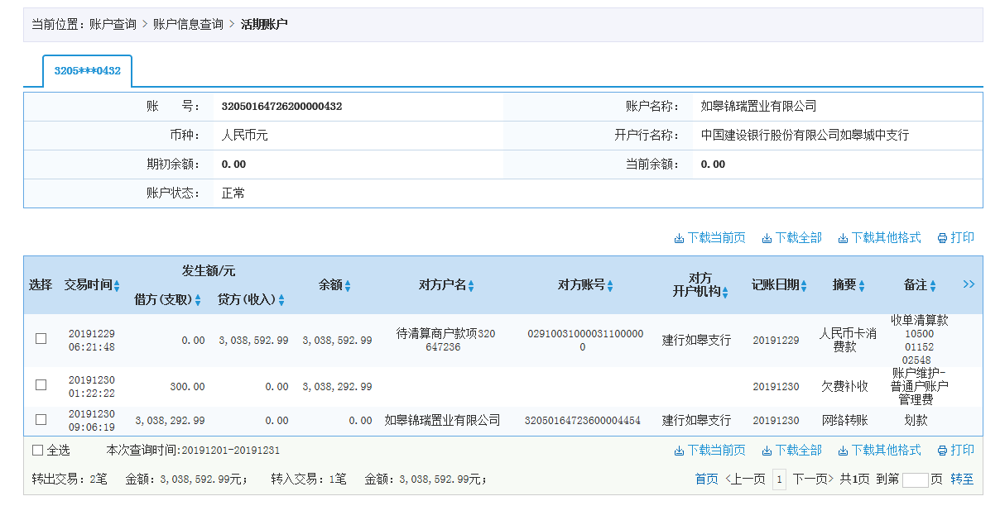 当前位置：账户查询 > 账户信息查询 > 活期账户
3205***0432
账 号： 32050164726200000432 账户名称： 如皋锦瑞置业有限公司
币种： 人民币元 开户行名称： 中国建设银行股份有限公司如皋城中支行
期初余额： 0.00 当前余额： 0.00
账户状态： 正常
下载当前页 下载全部 下载其他格式 打印
选择 交易时间 发生额/元 余额 对方户名 对方账号 对方 记账日期 摘要 备注 >>
借方(支取) 贷方(收入) 开户机构
20191229 0.00 3,038,592.99 3,038,592.99 待清算商户款项320 02910031000031100000 建行如皋支行 20191229 人民币卡消 收单清算款
06:21:48 647236 0 费款 10500
01152
02548
20191230 300.00 0.00 3,038,292.99 20191230 欠费补收 账户维护-
01:22:22 普通户账户
管理费
20191230 3,038,292.99 0.00 0.00 如皋锦瑞置业有限公司 32050164723600004454 建行如皋支行 20191230 网络转账 划款
09:06:19
全选 本次查询时间:20191201-20191231 下载当前页 下载全部 下载其他格式 打印
转出交易：2笔 金额：3,038,592.99元； 转入交易：1笔 金额：3,038,592.99元； 首页 <上一页 1 下一页> 共1页 到第 页 转至